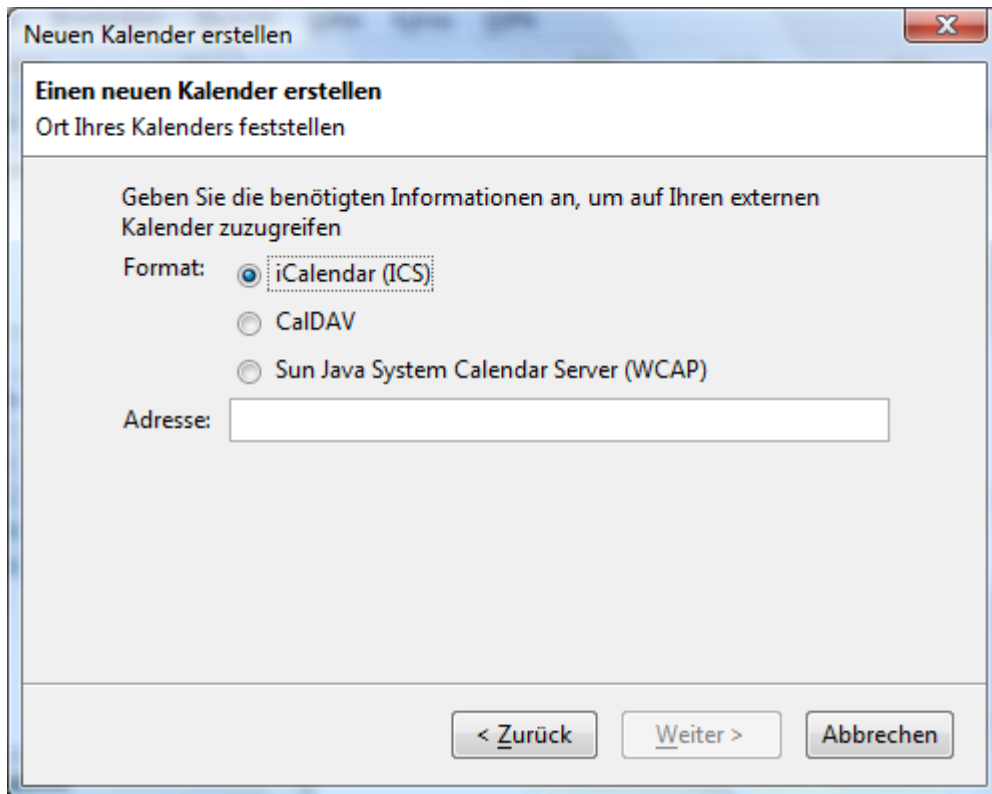 Neuen Kalender erstellen
Einen neuen Kalender erstellen
Ort Ihres Kalenders feststellen
Geben Sie die benötigten Informationen an, um auf Ihren externen
Kalender zuzugreifen
Format:
iCalendar (ICS)
CalDAV
Sun Java System Calendar Server (WCAP)
Adresse:
< Zurück
Weiter >
Abbrechen